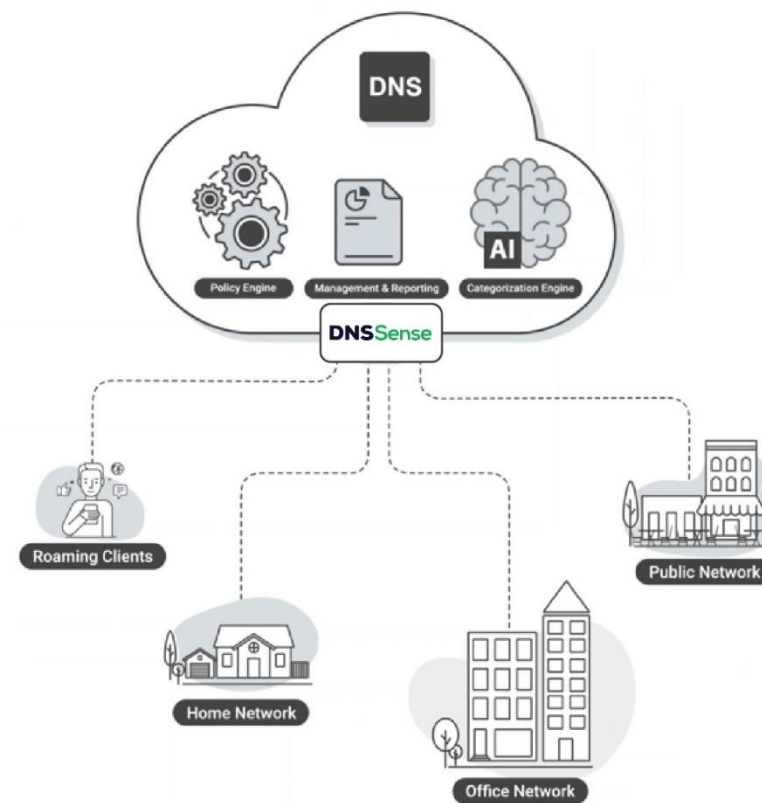 DNS
AI
Policy Engine
Management & Reporting
Categorization Engine
DNSSense
Roaming Clients
Public Network
Home Network
Office Network